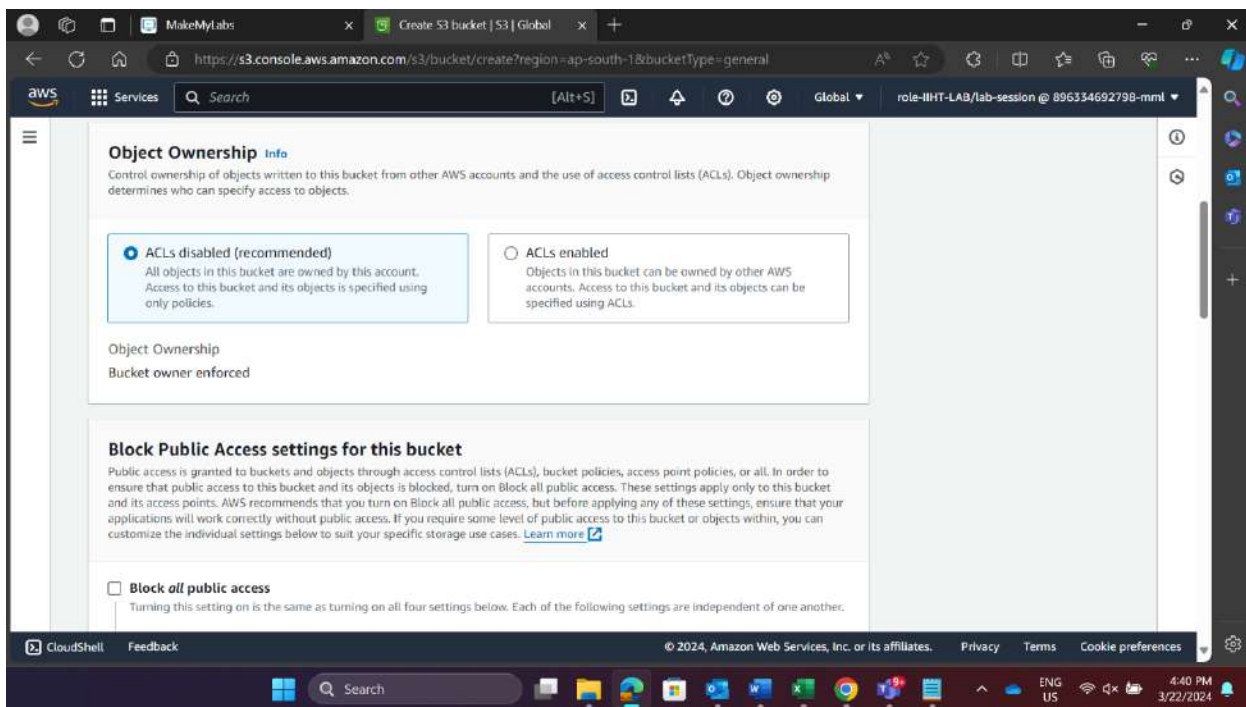 MakeMyLabs
Create S3 bucket | S3 | Global
https://s3.console.aws.amazon.com/s3/bucket/create?region=ap-south-1&bucketType=general
aws
Services
Search
[Alt+S]
Global
role-IIHT-LAB/lab-session @ 896334692798-mml
Object Ownership Info
Control ownership of objects written to this bucket from other AWS accounts and the use of access control lists (ACLs). Object ownership
determines who can specify access to objects.
ACLs disabled (recommended)
All objects in this bucket are owned by this account.
Access to this bucket and its objects is specified using
only policies.
ACLs enabled
Objects in this bucket can be owned by other AWS
accounts. Access to this bucket and its objects can be
specified using ACLs.
Object Ownership
Bucket owner enforced
Block Public Access settings for this bucket
Public access is granted to buckets and objects through access control lists (ACLs), bucket policies, access point policies, or all. In order to
ensure that public access to this bucket and its objects is blocked, turn on Block all public access. These settings apply only to this bucket
and its access points. AWS recommends that you turn on Block all public access, but before applying any of these settings, ensure that your
applications will work correctly without public access. If you require some level of public access to this bucket or objects within, you can
customize the individual settings below to suit your specific storage use cases. Learn more
Block all public access
Turning this setting on is the same as turning on all four settings below. Each of the following settings are independent of one another.
CloudShell
Feedback
© 2024, Amazon Web Services, Inc. or its affiliates.
Privacy
Terms
Cookie preferences
Search
ENG
US
4:40 PM
3/22/2024